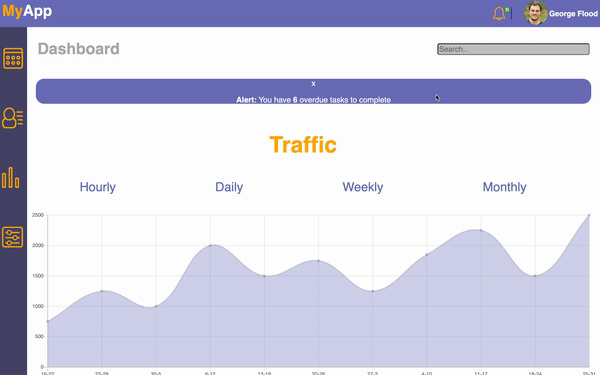 MyApp
George Flood
Dashboard
Search..
x
Alert: You have 6 overdue tasks to complete
Traffic
Hourly Daily Weekly Monthly
2500
2000
1500
1000
500
0
16-22 23-29 30-5 6-12 13-19 20-26 27-3 4-10 11-17 18-24 25-31